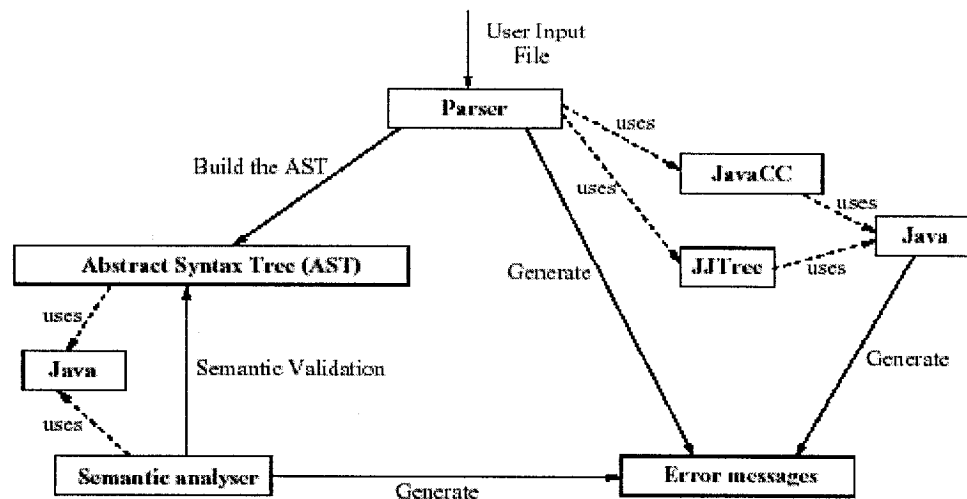 User Input
File
Parser
uses
Build the AST
uses
JavaCC
uses
Java
Abstract Syntax Tree (AST)
Generate
JJTree
uses
uses
Java
Semantic Validation
Generate
uses
Semantic analyser
Generate
Error messages